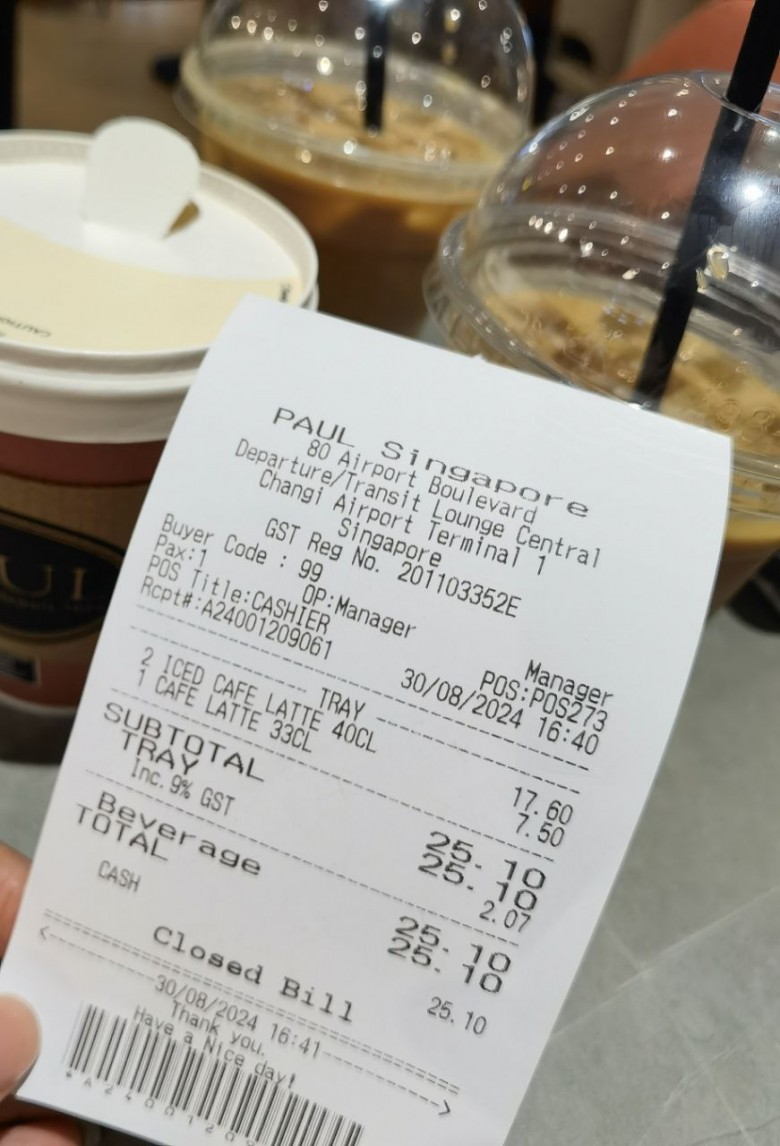 PAUL Singapore
80 Airport Boulevard
Departure/Transit Lounge Central
Changi Airport Terminal 1
Singapore
GST Reg No. 201103352E
Buyer Code : 99
Pax:1 OP:Manager
POS Title:CASHIER Manager
Rcpt#:A24001209061 POS:POS273
30/08/2024 16:40
TRAY
2 ICED CAFE LATTE 40CL 17.60
1 CAFE LATTE 33CL 7.50
SUBTOTAL 25.10
TRAY 25.10
Inc.9% GST 2.07
Beverage 25.10
TOTAL 25.10
CASH 25.10
Closed Bill
30/08/2024 16:41
Thank you.
Have a Nice day!